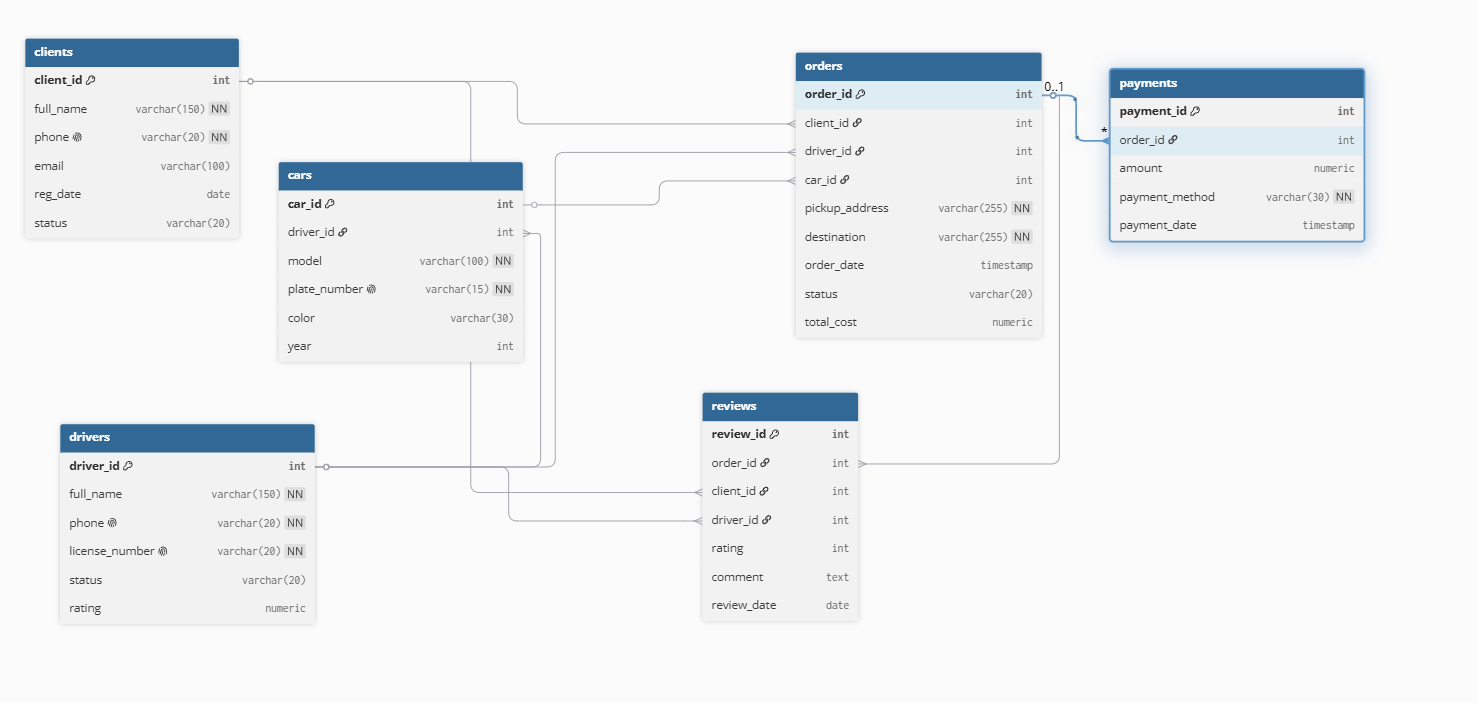 clients
client_id int
full_name varchar(150) NN
phone varchar(20) NN
email varchar(100)
reg_date date
status varchar(20)
cars
car_id int
driver_id int
model varchar(100) NN
plate_number varchar(15) NN
color varchar(30)
year int
drivers
driver_id int
full_name varchar(150) NN
phone varchar(20) NN
license_number varchar(20) NN
status varchar(20)
rating numeric
orders
order_id int
client_id int
driver_id int
car_id int
pickup_address varchar(255) NN
destination varchar(255) NN
order_date timestamp
status varchar(20)
total_cost numeric
0..1
*
payments
payment_id int
order_id int
amount numeric
payment_method varchar(30) NN
payment_date timestamp
reviews
review_id int
order_id int
client_id int
driver_id int
rating int
comment text
review_date date